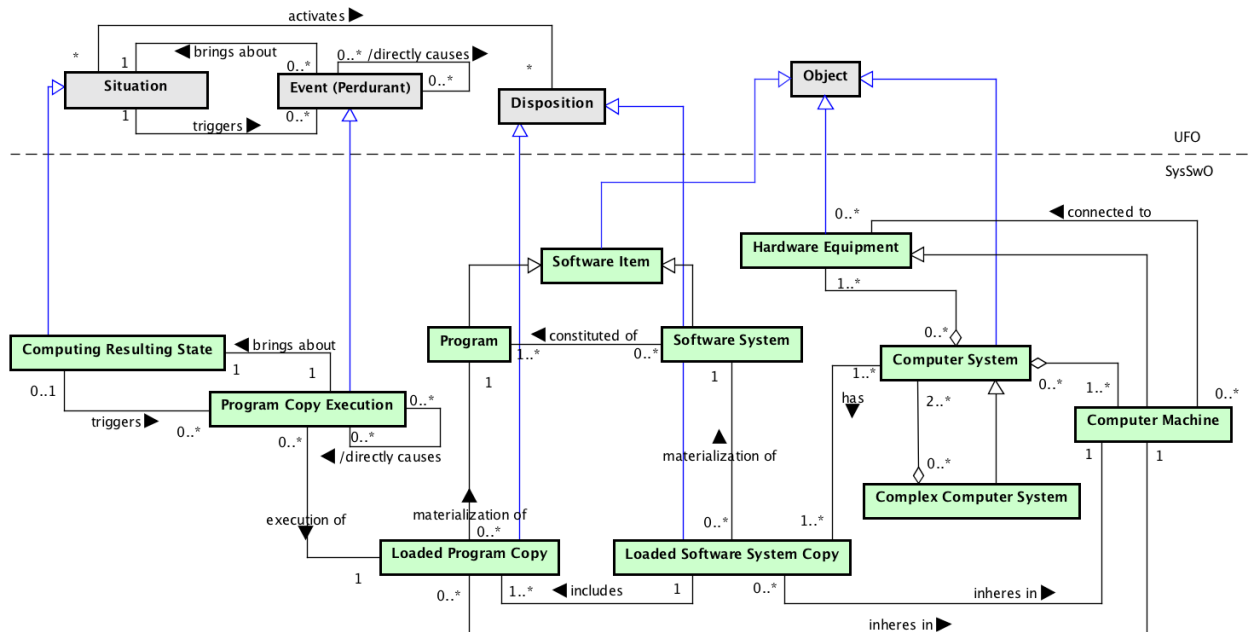 activates ▶
*
1
◀ brings about
0..*
0..* /directly causes ▶
0..*
*
Situation
Event (Perdurant)
Disposition
Object
1
triggers ▶
0..*
UFO
SysSwO
0..*
◀ connected to
Hardware Equipment
Software Item
1..*
0..*
Computing Resulting State
◀ brings about
1
1
Program
◀ constituted of
1..*
0..*
Software System
Computer System
0..1
triggers ▶
0..*
Program Copy Execution
0..*
0..*
0..*
◀ /directly causes
1
1
1..*
has
▼
2..*
0..*
1..*
0..*
Computer Machine
▲
materialization of
0..*
1
1
Complex Computer System
execution of
▼
▲
materialization of
0..*
0..*
1..*
Loaded Program Copy
Loaded Software System Copy
1
0..*
1..*
◀ includes
1
0..*
inheres in ▶
inheres in ▶